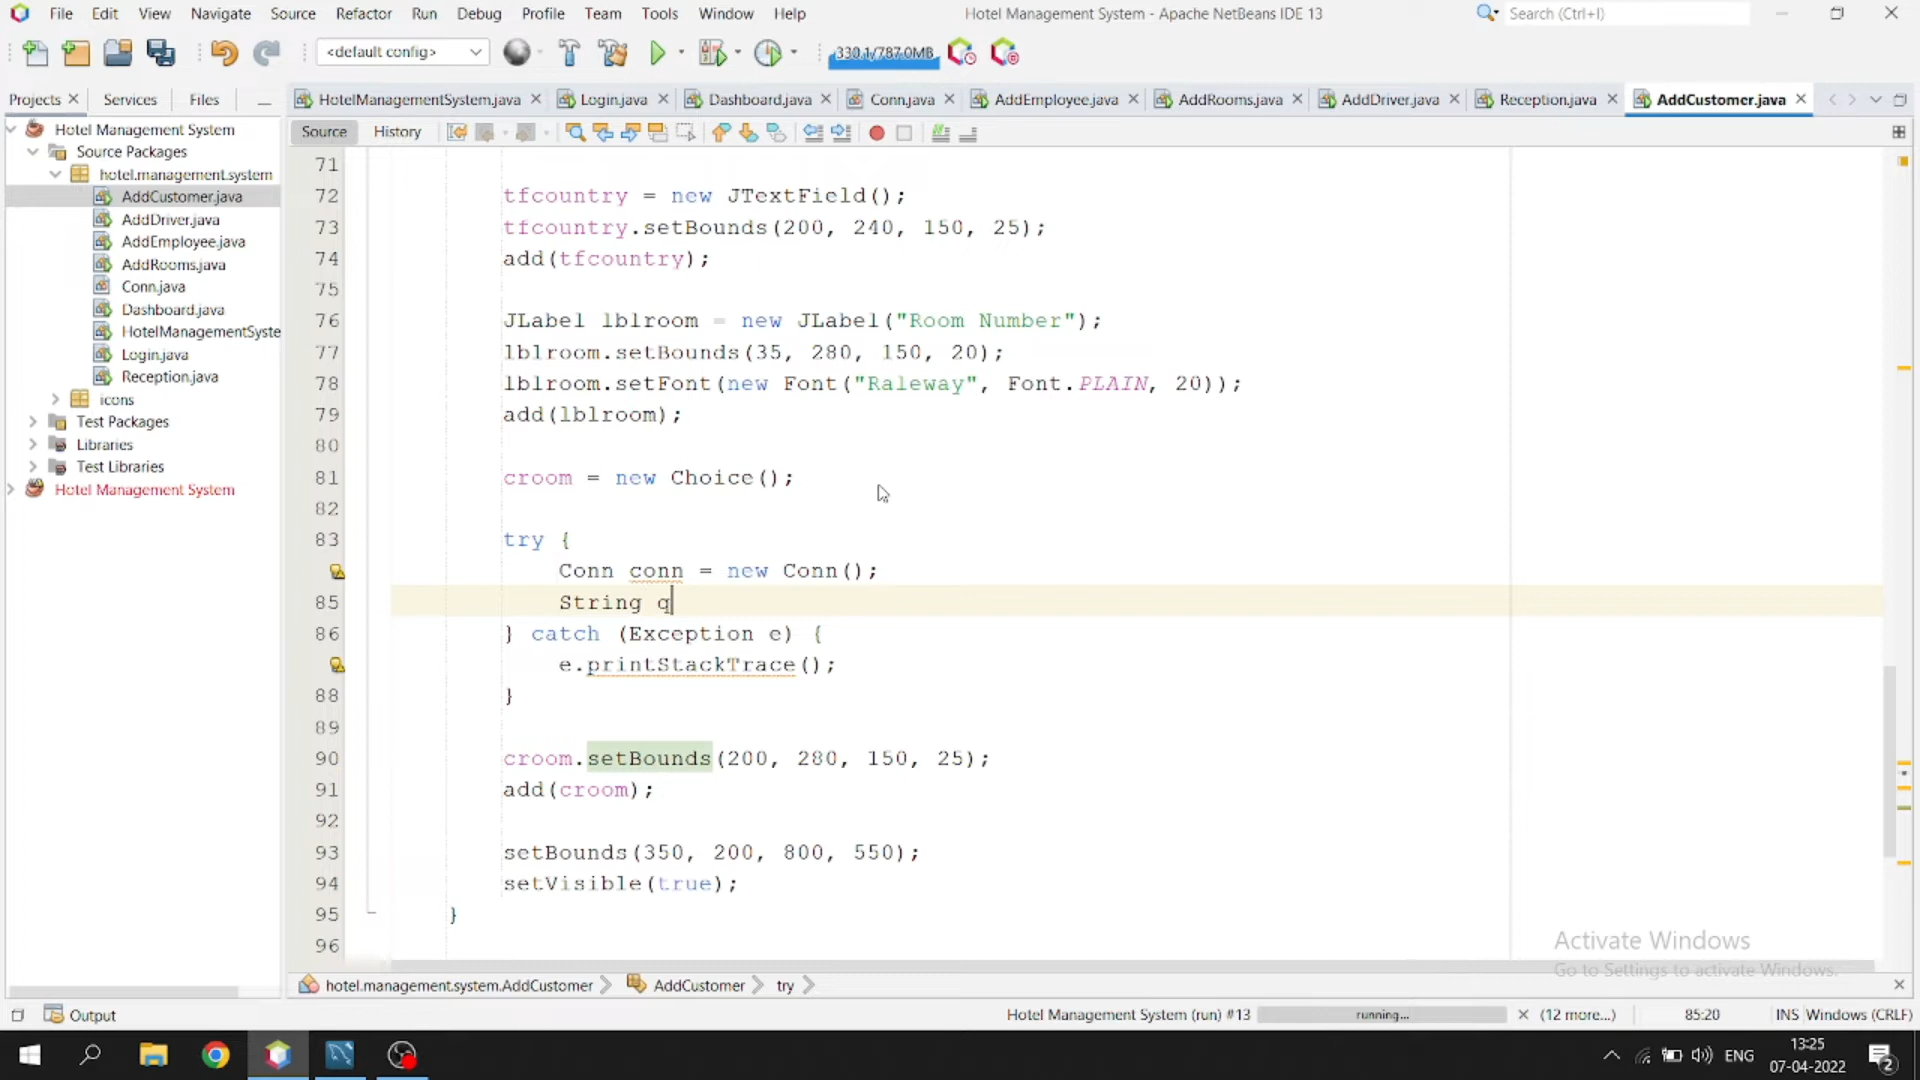 File Edit View Navigate Source Refactor Run Debug Profile Team Tools Window Help
Hotel Management System - Apache NetBeans IDE 13
Search (Ctrl+I)
<default config>
330.1/787.0MB
Projects Services Files
HotelManagementSystem.java Login.java Dashboard.java Conn.java AddEmployee.java AddRooms.java AddDriver.java Reception.java AddCustomer.java
Source History
Hotel Management System
Source Packages
hotel.management.system
AddCustomer.java
AddDriver.java
AddEmployee.java
AddRooms.java
Conn.java
Dashboard.java
HotelManagementSyste
Login.java
Reception.java
icons
Test Packages
Libraries
Test Libraries
Hotel Management System
71
72 tfcountry = new JTextField();
73 tfcountry.setBounds(200, 240, 150, 25);
74 add(tfcountry);
75
76 JLabel lblroom = new JLabel("Room Number");
77 lblroom.setBounds(35, 280, 150, 20);
78 lblroom.setFont(new Font("Raleway", Font.PLAIN, 20));
79 add(lblroom);
80
81 croom = new Choice();
82
83 try {
Conn conn = new Conn();
85 String q
86 } catch (Exception e) {
e.printStackTrace();
88 }
89
90 croom.setBounds(200, 280, 150, 25);
91 add(croom);
92
93 setBounds(350, 200, 800, 550);
94 setVisible(true);
95 }
96
Activate Windows
Go to Settings to activate Windows.
hotel.management.system.AddCustomer AddCustomer try
Output
Hotel Management System (run) #13 running... (12 more...) 85:20 INS Windows (CRLF)
ENG
13:25
07-04-2022
2